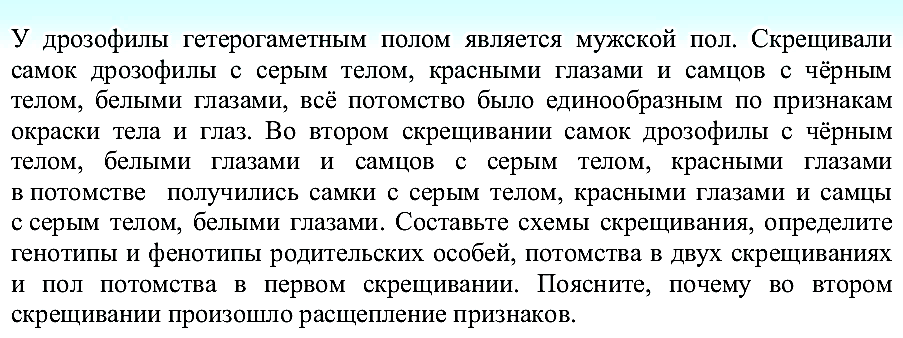 У дрозофилы гетерогаметным полом является мужской пол. Скрещивали
самок дрозофилы с серым телом, красными глазами и самцов с чёрным
телом, белыми глазами, всё потомство было единообразным по признакам
окраски тела и глаз. Во втором скрещивании самок дрозофилы с чёрным
телом, белыми глазами и самцов с серым телом, красными глазами
в потомстве получились самки с серым телом, красными глазами и самцы
с серым телом, белыми глазами. Составьте схемы скрещивания, определите
генотипы и фенотипы родительских особей, потомства в двух скрещиваниях
и пол потомства в первом скрещивании. Поясните, почему во втором
скрещивании произошло расщепление признаков.